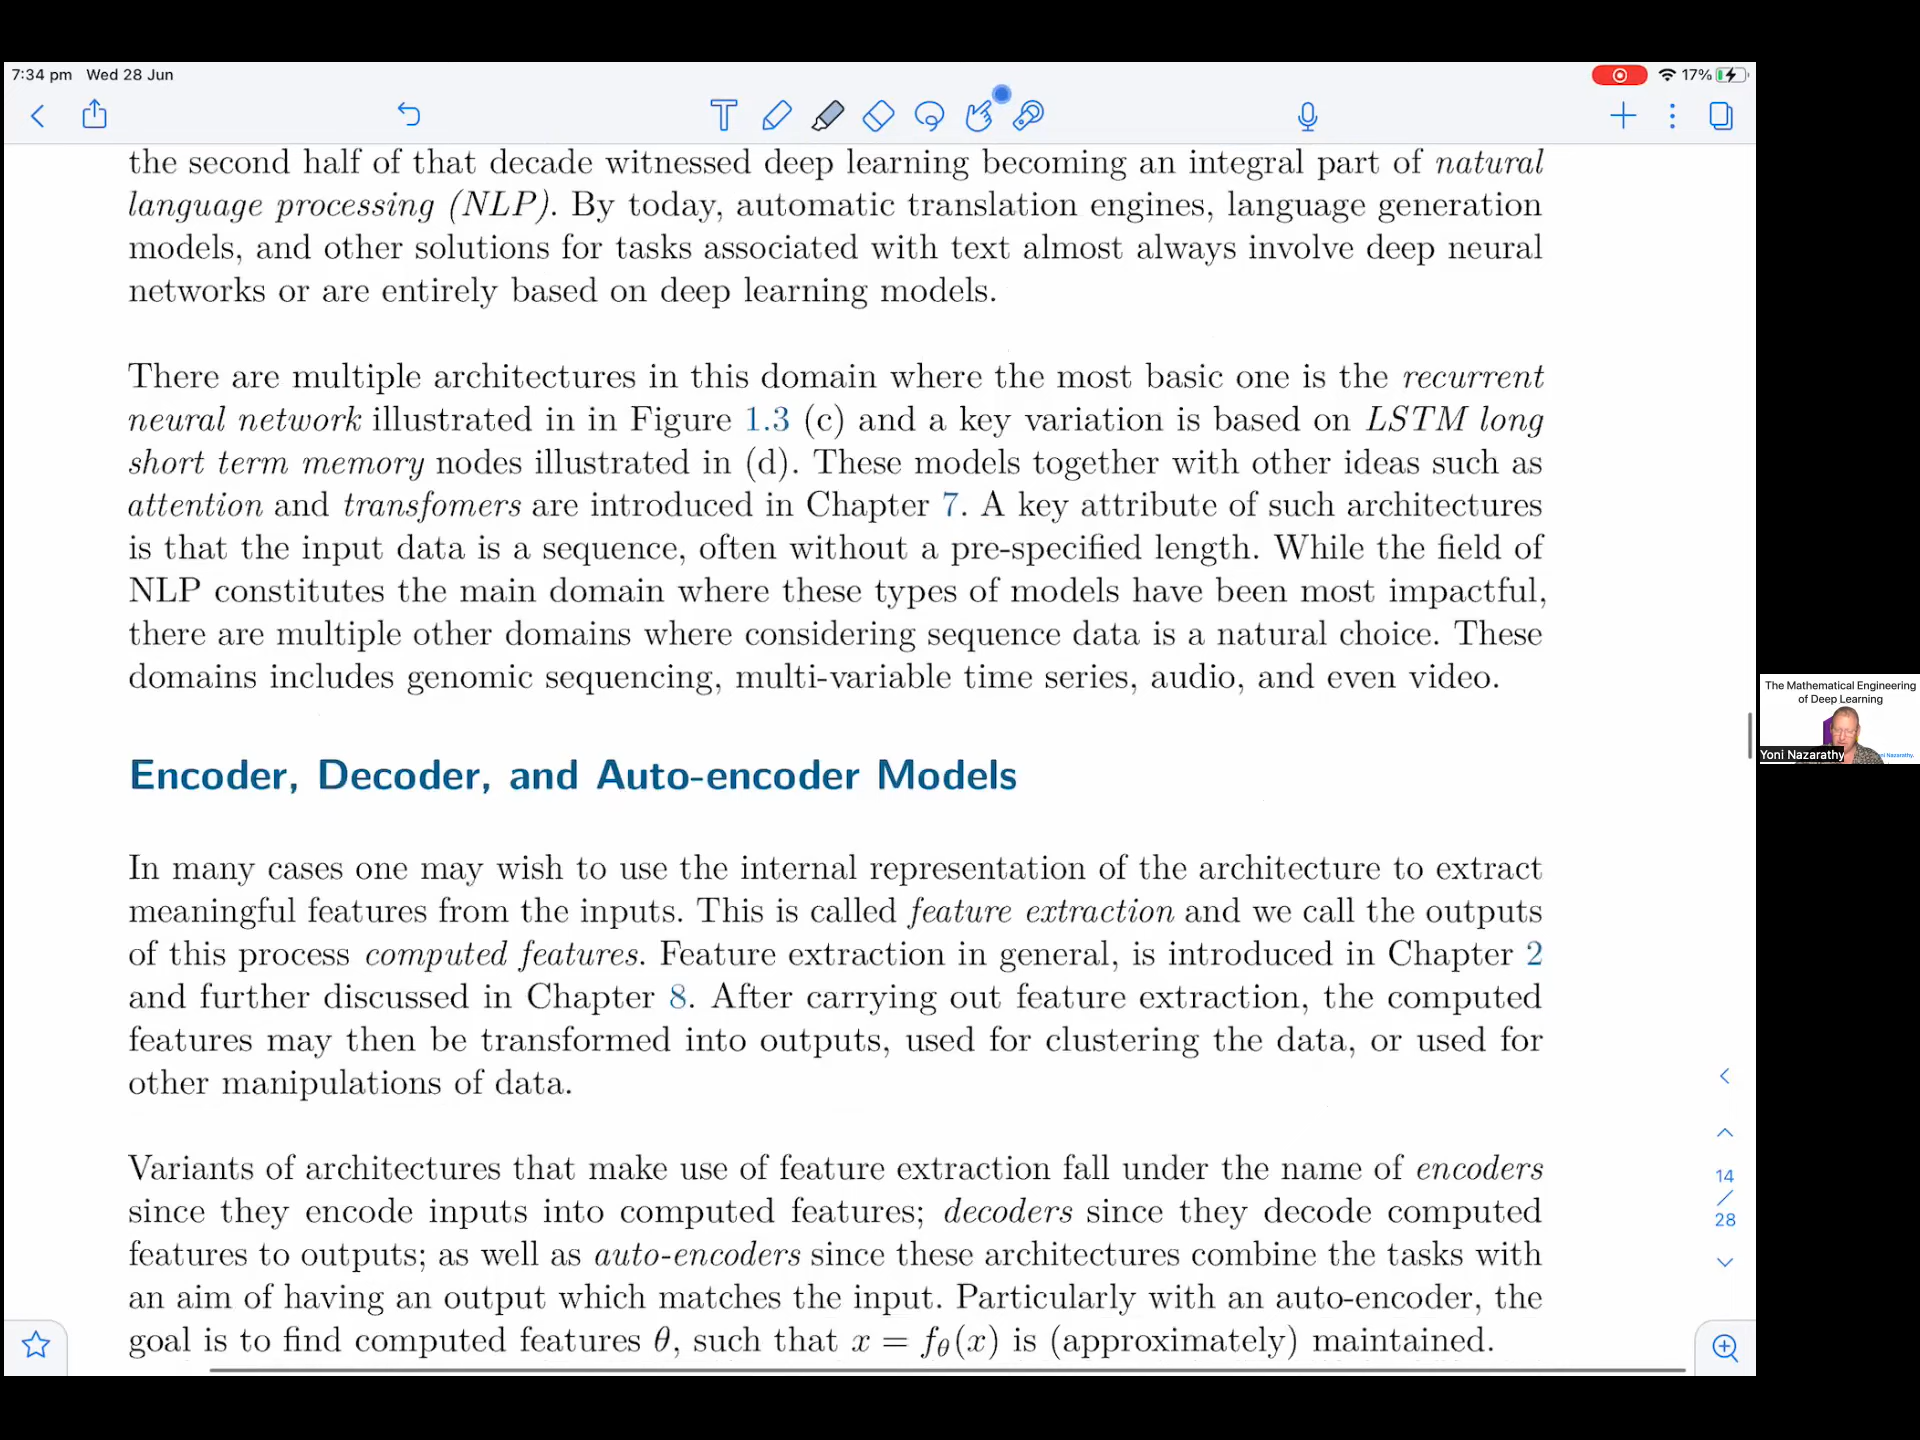 7:34 pm Wed 28 Jun
17%
the second half of that decade witnessed deep learning becoming an integral part of natural
language processing (NLP). By today, automatic translation engines, language generation
models, and other solutions for tasks associated with text almost always involve deep neural
networks or are entirely based on deep learning models.
There are multiple architectures in this domain where the most basic one is the recurrent
neural network illustrated in in Figure 1.3 (c) and a key variation is based on LSTM long
short term memory nodes illustrated in (d). These models together with other ideas such as
attention and transfomers are introduced in Chapter 7. A key attribute of such architectures
is that the input data is a sequence, often without a pre-specified length. While the field of
NLP constitutes the main domain where these types of models have been most impactful,
there are multiple other domains where considering sequence data is a natural choice. These
domains includes genomic sequencing, multi-variable time series, audio, and even video.
Encoder, Decoder, and Auto-encoder Models
In many cases one may wish to use the internal representation of the architecture to extract
meaningful features from the inputs. This is called feature extraction and we call the outputs
of this process computed features. Feature extraction in general, is introduced in Chapter 2
and further discussed in Chapter 8. After carrying out feature extraction, the computed
features may then be transformed into outputs, used for clustering the data, or used for
other manipulations of data.
Variants of architectures that make use of feature extraction fall under the name of encoders
since they encode inputs into computed features; decoders since they decode computed
features to outputs; as well as auto-encoders since these architectures combine the tasks with
an aim of having an output which matches the input. Particularly with an auto-encoder, the
goal is to find computed features θ, such that x = fθ(x) is (approximately) maintained.
14
/
28
The Mathematical Engineering
of Deep Learning
Yoni Nazarathy
Nazarathy.